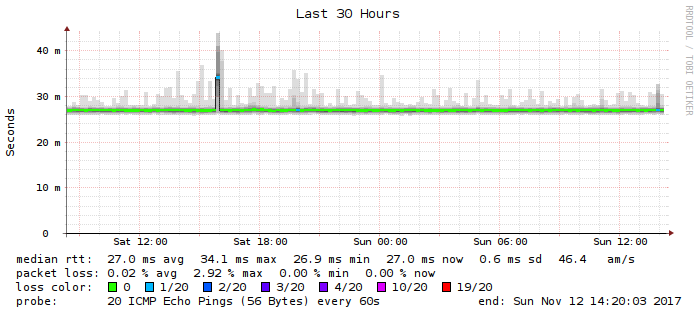 Last 30 Hours
RRDTOOL / TOBI OETIKER
Seconds
40 m
30 m
20 m
10 m
0
Sat 12:00 Sat 18:00 Sun 00:00 Sun 06:00 Sun 12:00
median rtt: 27.0 ms avg 34.1 ms max 26.9 ms min 27.0 ms now 0.6 ms sd 46.4 am/s
packet loss: 0.02 % avg 2.92 % max 0.00 % min 0.00 % now
loss color: 0 1/20 2/20 3/20 4/20 10/20 19/20
probe: 20 ICMP Echo Pings (56 Bytes) every 60s end: Sun Nov 12 14:20:03 2017